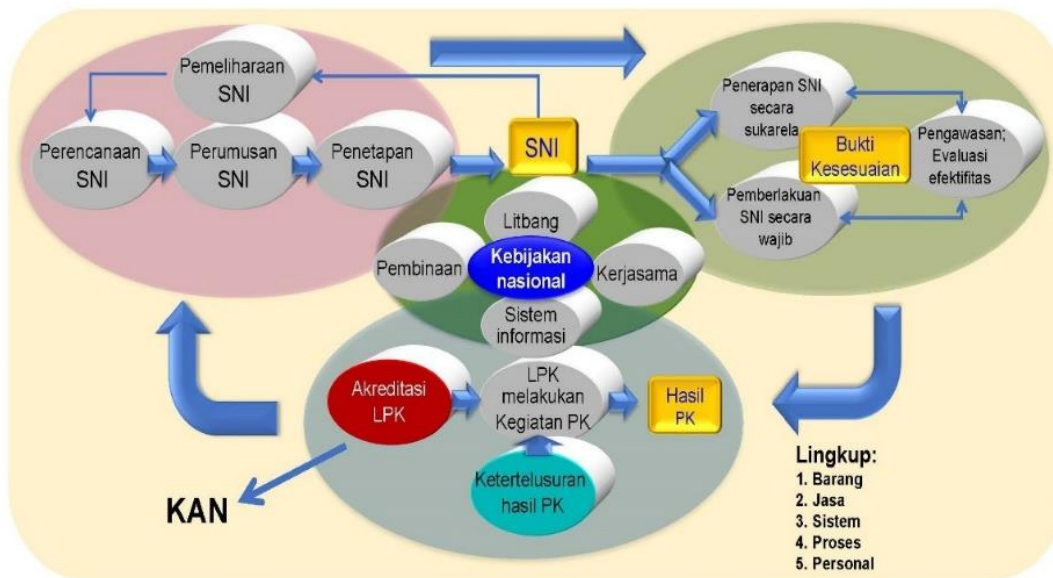 Pemeliharaan
SNI
Perencanaan
SNI
Perumusan
SNI
Penetapan
SNI
SNI
Penerapan SNI
secara
sukarela
Bukti
Kesesuaian
Pengawasan;
Evaluasi
efektifitas
Pemberlakuan
SNI secara
wajib
Litbang
Pembinaan
Kebijakan
nasional
Kerjasama
Sistem
informasi
Akreditasi
LPK
LPK
melakukan
Kegiatan PK
Hasil
PK
Ketertelusuran
hasil PK
KAN
Lingkup:
1. Barang
2. Jasa
3. Sistem
4. Proses
5. Personal